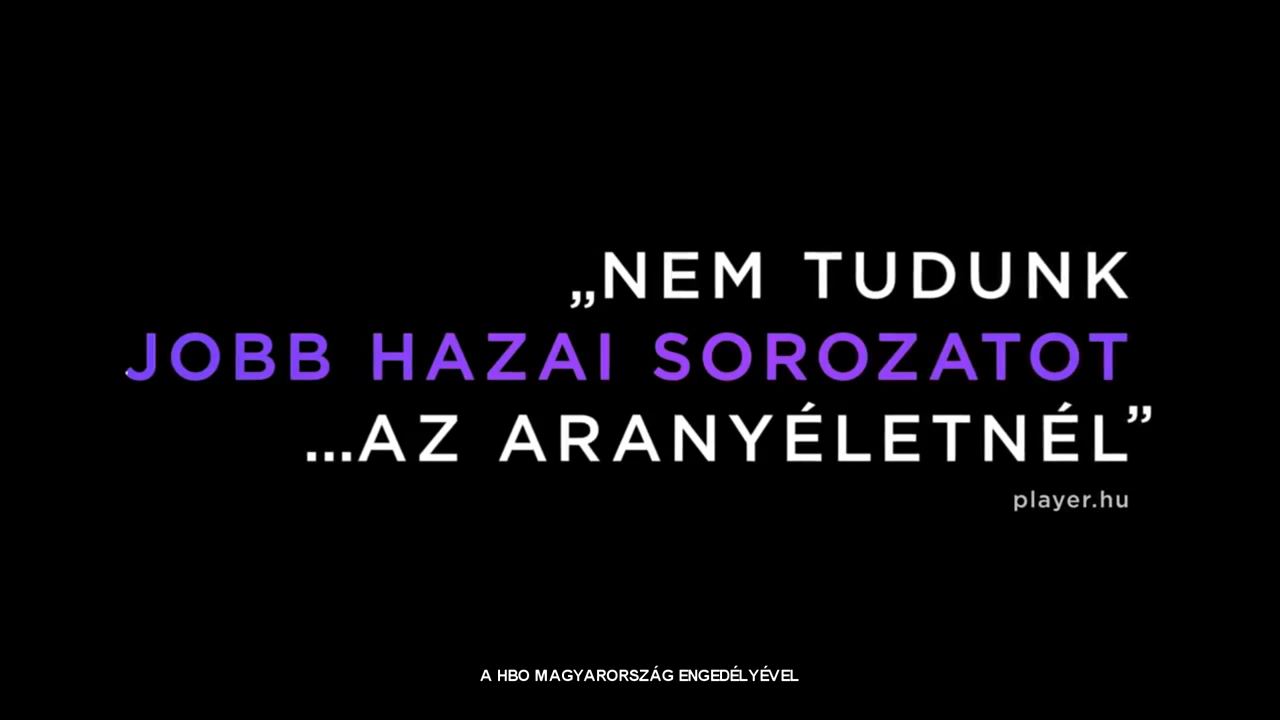 „NEM TUDUNK
JOBB HAZAI SOROZATOT
...AZ ARANYÉLETNÉL”
player.hu
A HBO MAGYARORSZÁG ENGEDÉLYÉVEL